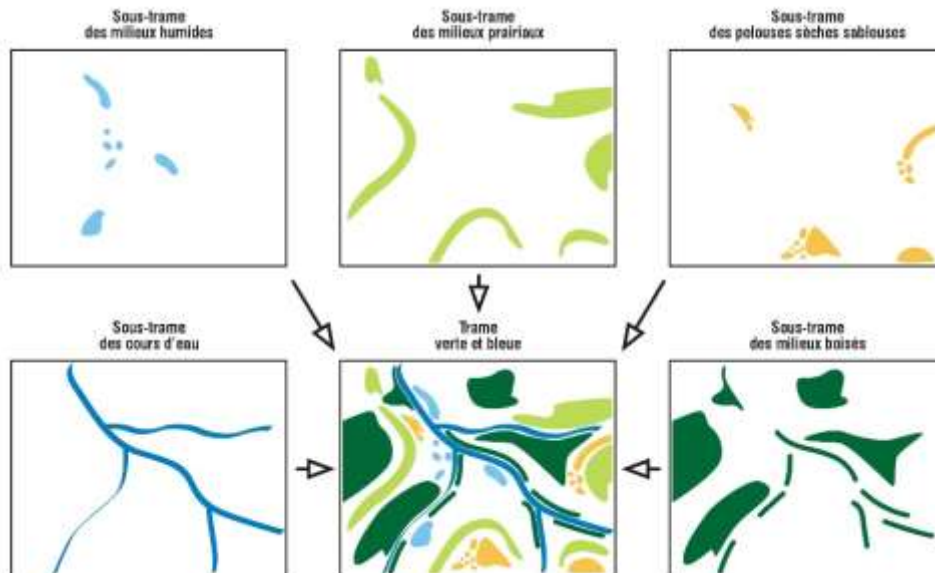 Sous-trame
des milieux humides
Sous-trame
des milieux prairiaux
Sous-trame
des pelouses sèches sableuses
Sous-trame
des cours d'eau
Trame
verte et bleue
Sous-trame
des milieux boisés